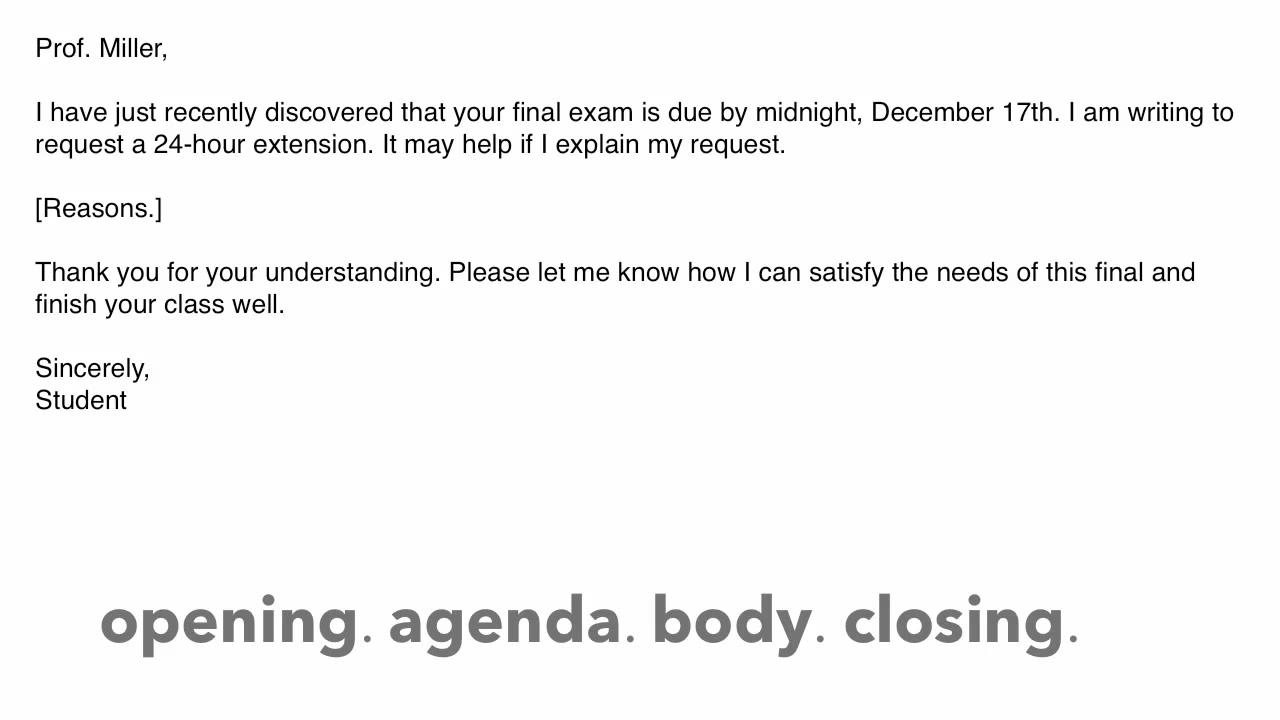 Prof. Miller,
I have just recently discovered that your final exam is due by midnight, December 17th. I am writing to
request a 24-hour extension. It may help if I explain my request.
[Reasons.]
Thank you for your understanding. Please let me know how I can satisfy the needs of this final and
finish your class well.
Sincerely,
Student
opening. agenda. body. closing.